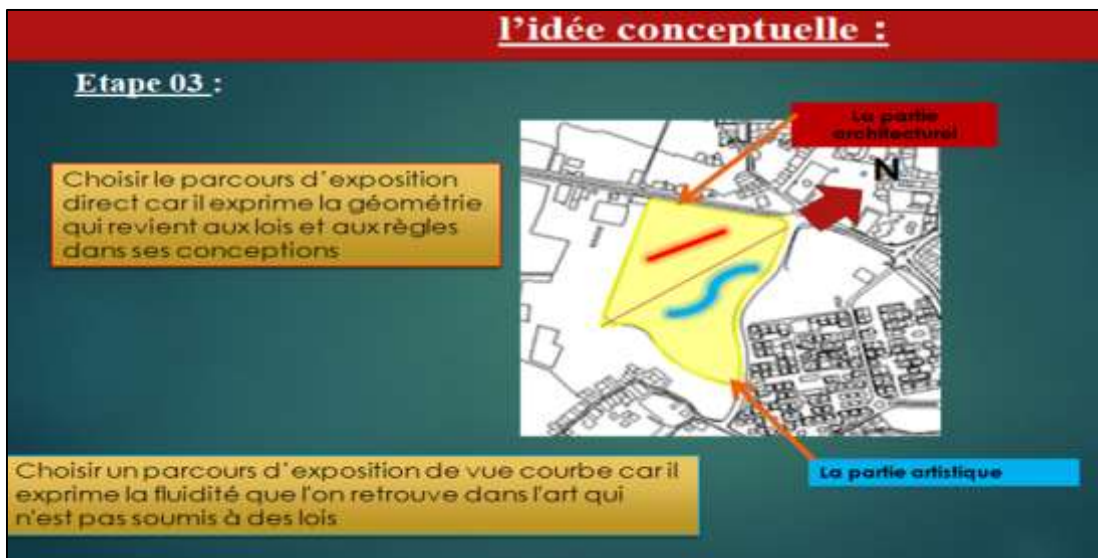 l'idée conceptuelle :
Etape 03 :
La partie
architecturel
N
Choisir le parcours d'exposition
direct car il exprime la géométrie
qui revient aux lois et aux règles
dans ses conceptions
Choisir un parcours d'exposition de vue courbe car il
exprime la fluidité que l'on retrouve dans l'art qui
n'est pas soumis à des lois
La partie artistique